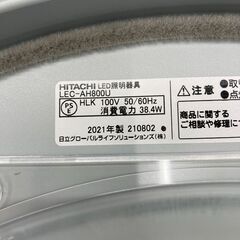 HITACHI LED照明器具
LEC-AH800U
PS
E
HLK 100V 50/60Hz
消費電力 38.4W
2021年製 210802
日立グローバルライフソリューションズ(株)
⚠注意
商品に関する
ご相談や
修理につ